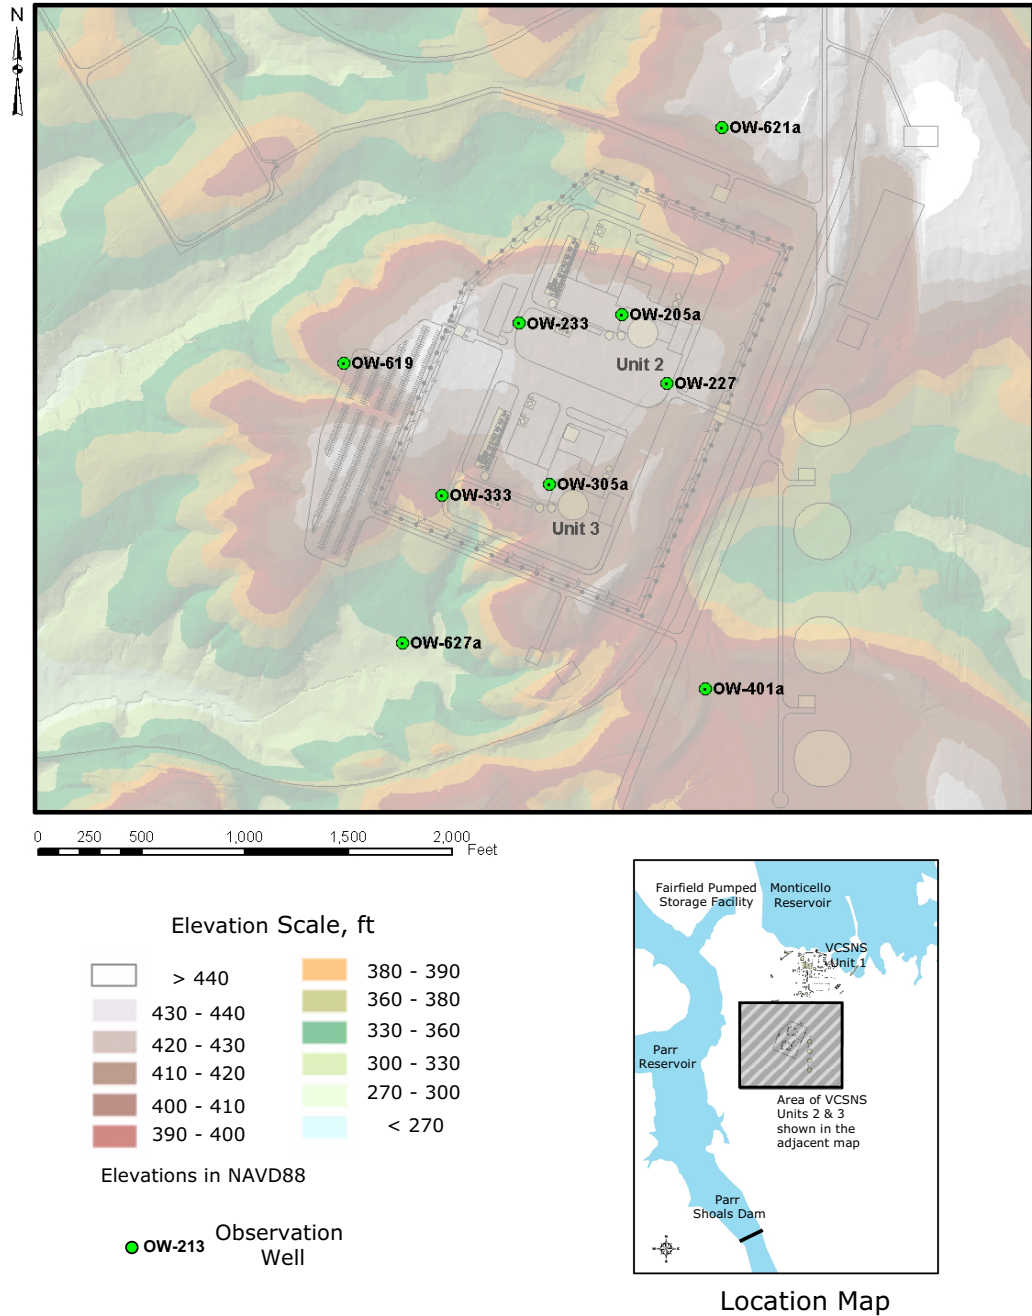 N
OW-621a
OW-233
OW-205a
Unit 2
OW-619
OW-227
OW-333
OW-305a
Unit 3
OW-627a
OW-401a
0 250 500 1,000 1,500 2,000
Feet
Elevation Scale, ft
> 440
430 - 440
420 - 430
410 - 420
400 - 410
390 - 400
380 - 390
360 - 380
330 - 360
300 - 330
270 - 300
< 270
Elevations in NAVD88
OW-213 Observation
Well
Fairfield Pumped
Storage Facility
Monticello
Reservoir
VCSNS
Unit 1
Parr
Reservoir
Area of VCSNS
Units 2 & 3
shown in the
adjacent map
Parr
Shoals Dam
Location Map